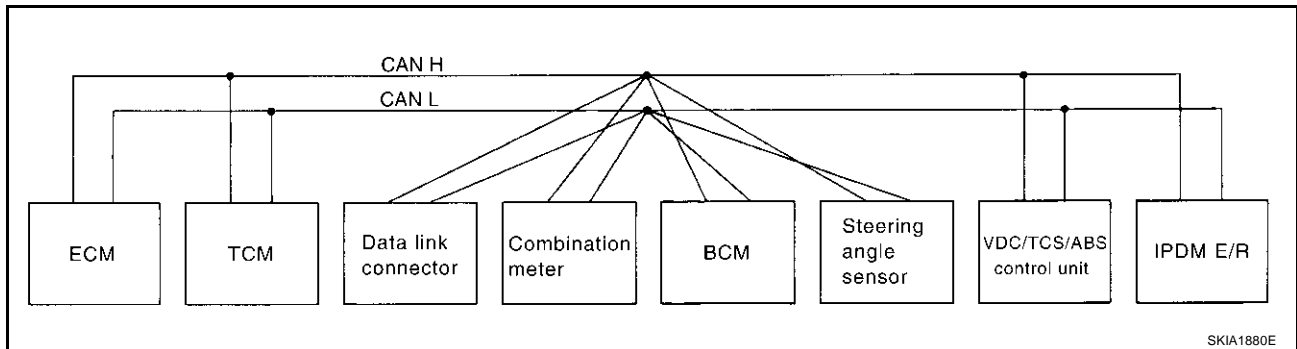 CAN H
CAN L
ECM
TCM
Data link
connector
Combination
meter
BCM
Steering
angle
sensor
VDC/TCS/ABS
control unit
IPDM E/R
SKIA1880E